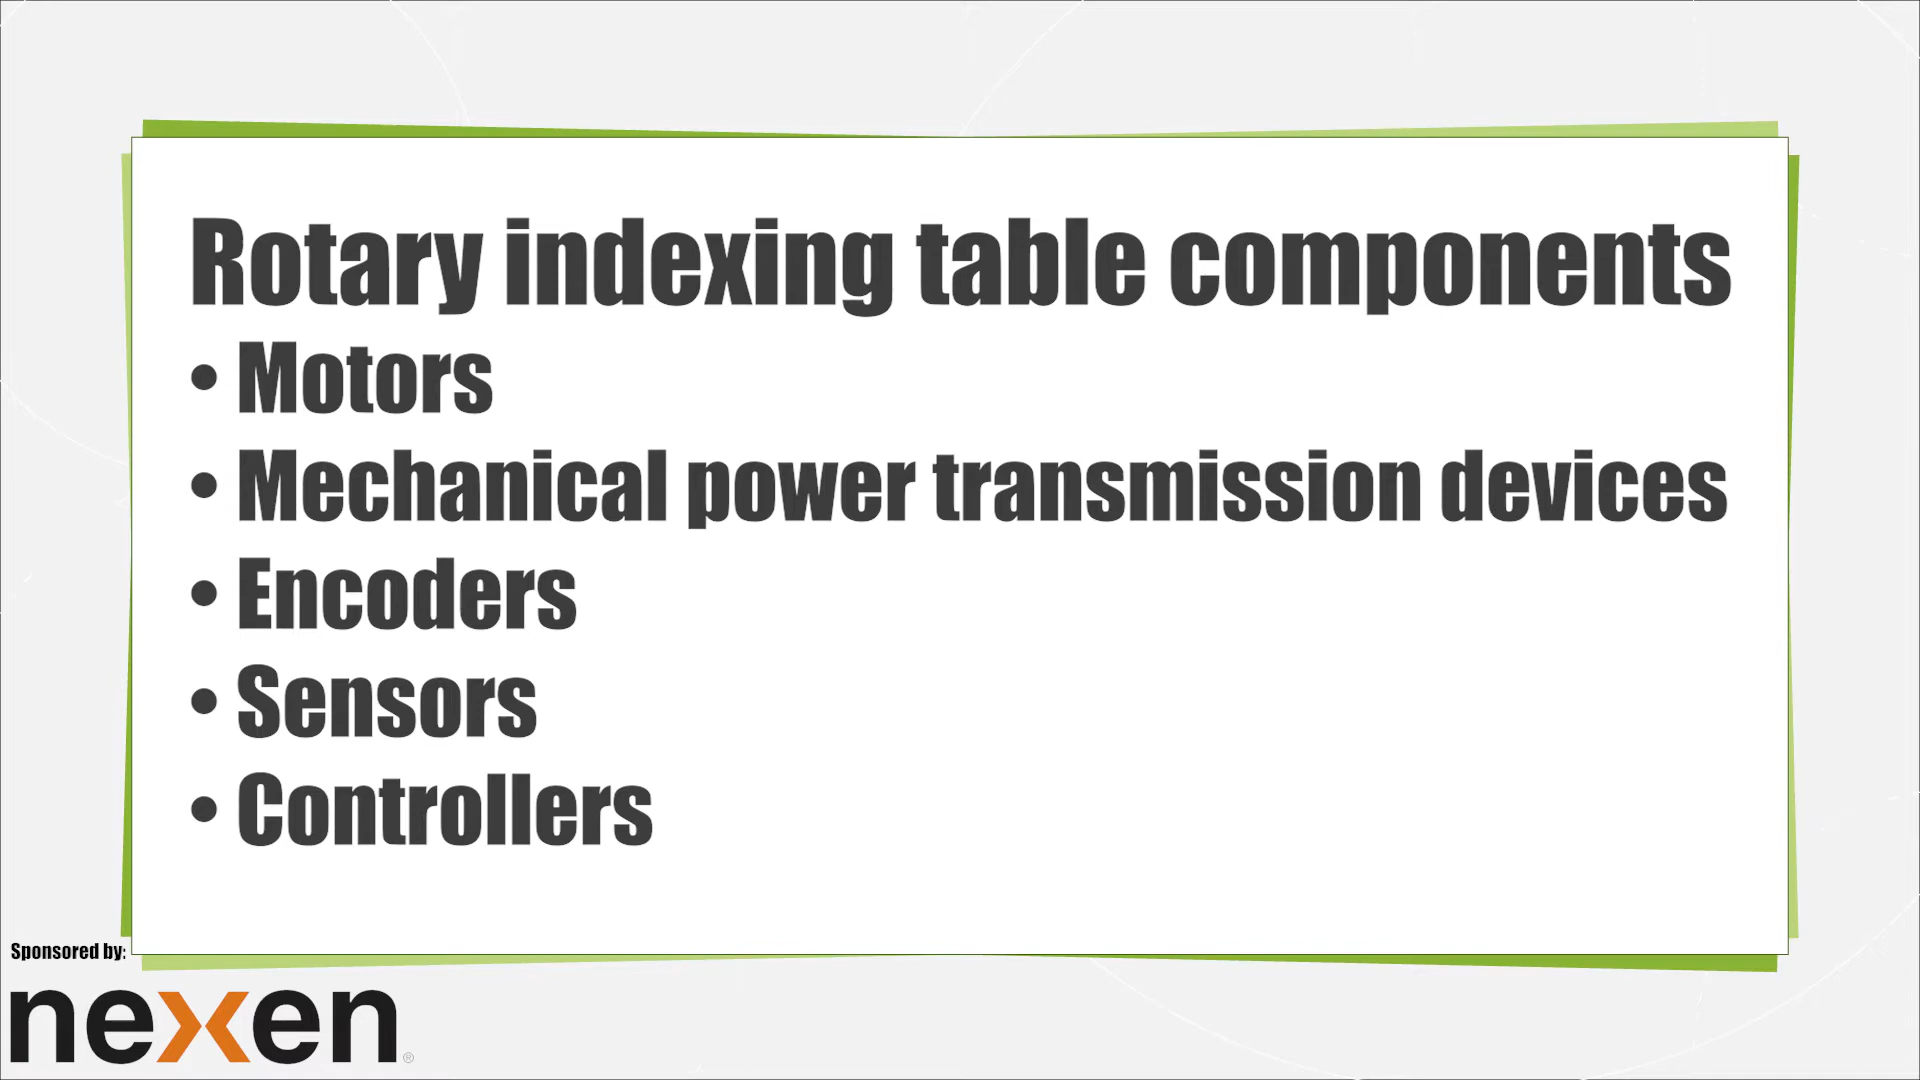 Rotary indexing table components
• Motors
• Mechanical power transmission devices
• Encoders
• Sensors
• Controllers
Sponsored by:
nexen®